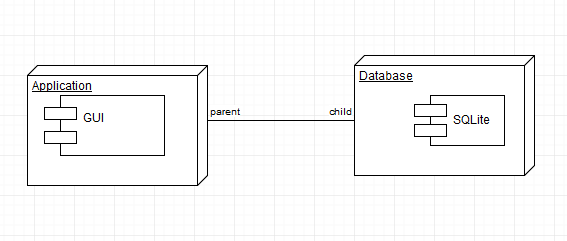 Application
GUI
parent
child
Database
SQLite